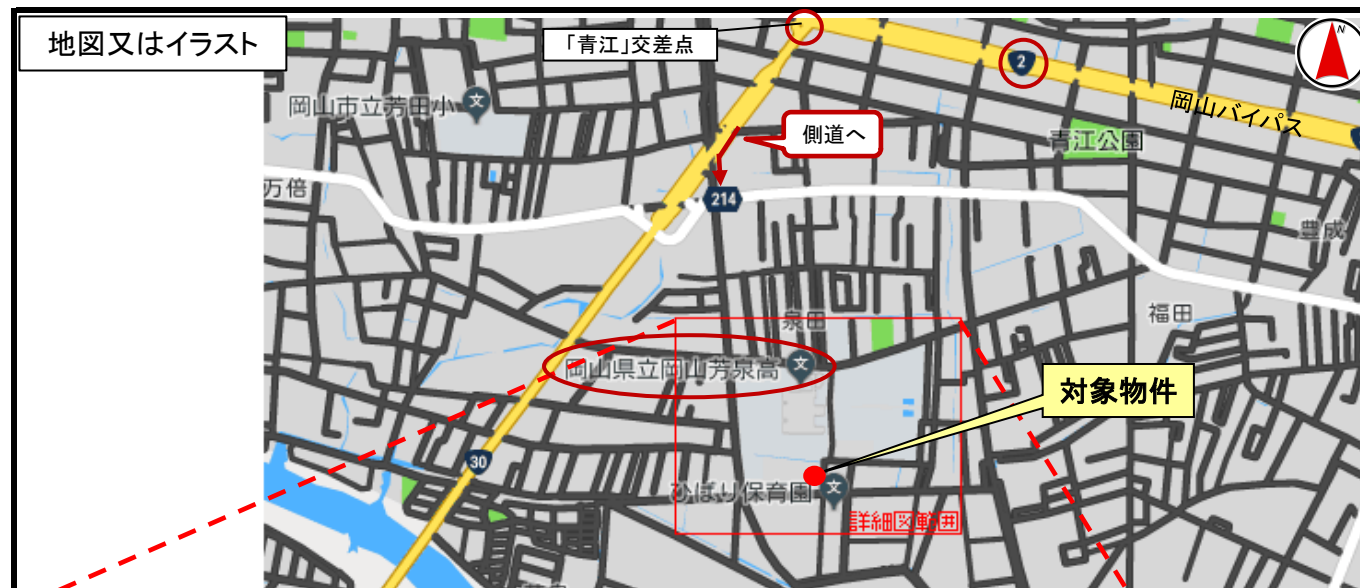 地図又はイラスト
「青江」交差点
N
2
岡山バイパス
岡山市立芳田小
文
側道へ
青江公園
万倍
214
豊成
泉田
福田
岡山県立岡山芳泉高
文
対象物件
30
ひばり保育園
文
詳細図範囲